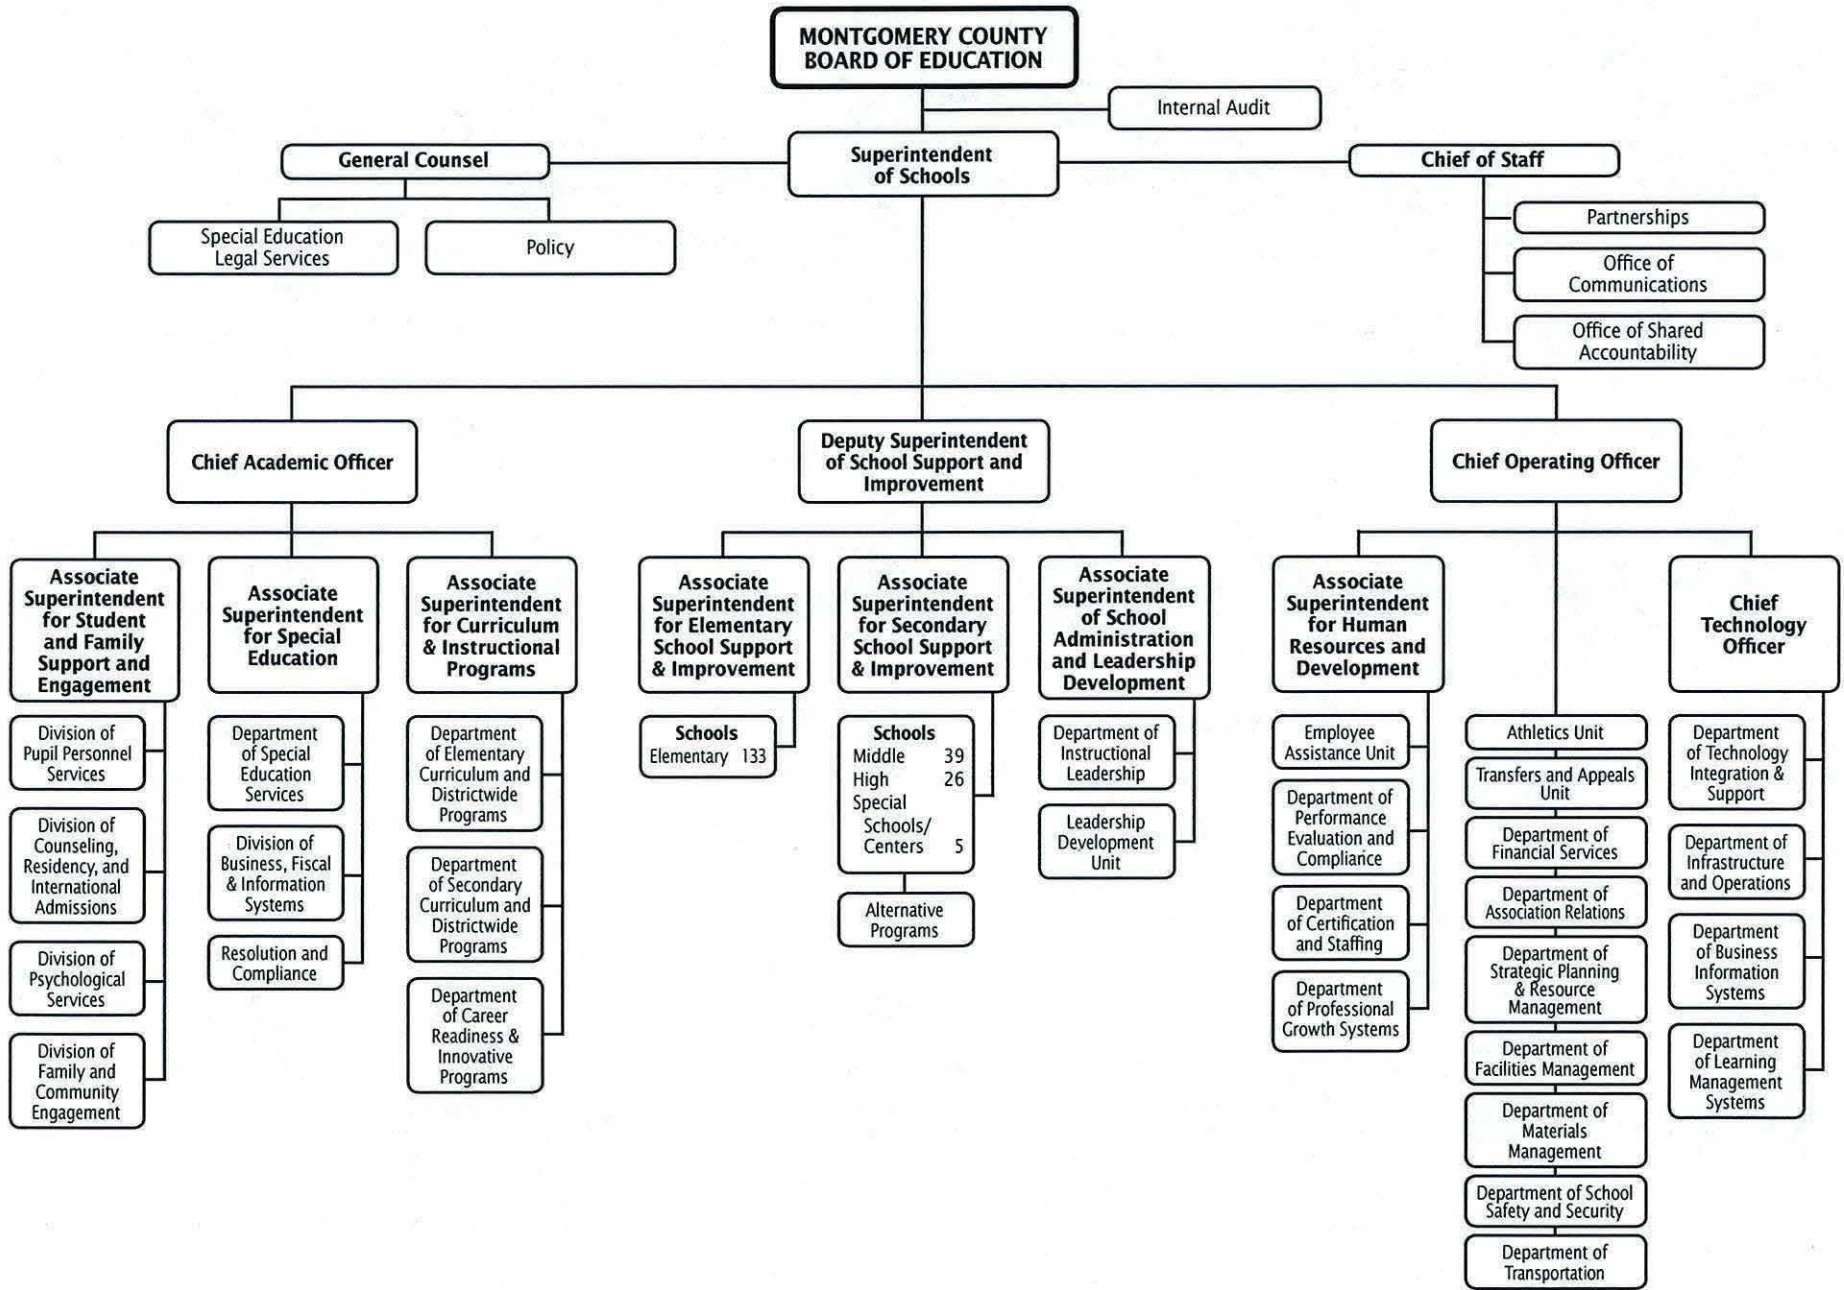 MONTGOMERY COUNTY
BOARD OF EDUCATION
Internal Audit
General Counsel
Superintendent
of Schools
Chief of Staff
Special Education
Legal Services
Policy
Partnerships
Office of
Communications
Office of Shared
Accountability
Chief Academic Officer
Deputy Superintendent
of School Support and
Improvement
Chief Operating Officer
Associate
Superintendent
for Student
and Family
Support and
Engagement
Division of
Pupil Personnel
Services
Division of
Counseling,
Residency, and
International
Admissions
Division of
Psychological
Services
Division of
Family and
Community
Engagement
Associate
Superintendent
for Special
Education
Department
of Special
Education
Services
Division of
Business, Fiscal
& Information
Systems
Resolution and
Compliance
Associate
Superintendent
for Curriculum
& Instructional
Programs
Department
of Elementary
Curriculum and
Districtwide
Programs
Department
of Secondary
Curriculum and
Districtwide
Programs
Department
of Career
Readiness &
Innovative
Programs
Associate
Superintendent
for Elementary
School Support
& Improvement
Schools
Elementary 133
Associate
Superintendent
for Secondary
School Support
& Improvement
Schools
Middle 39
High 26
Special
Schools/
Centers 5
Alternative
Programs
Associate
Superintendent
of School
Administration
and Leadership
Development
Department of
Instructional
Leadership
Leadership
Development
Unit
Associate
Superintendent
for Human
Resources and
Development
Employee
Assistance Unit
Department of
Performance
Evaluation and
Compliance
Department
of Certification
and Staffing
Department
of Professional
Growth Systems
Athletics Unit
Transfers and Appeals
Unit
Department of
Financial Services
Department of
Association Relations
Department of
Strategic Planning
& Resource
Management
Department of
Facilities Management
Department of
Materials
Management
Department of School
Safety and Security
Department of
Transportation
Chief
Technology
Officer
Department
of Technology
Integration &
Support
Department of
Infrastructure
and Operations
Department
of Business
Information
Systems
Department
of Learning
Management
Systems